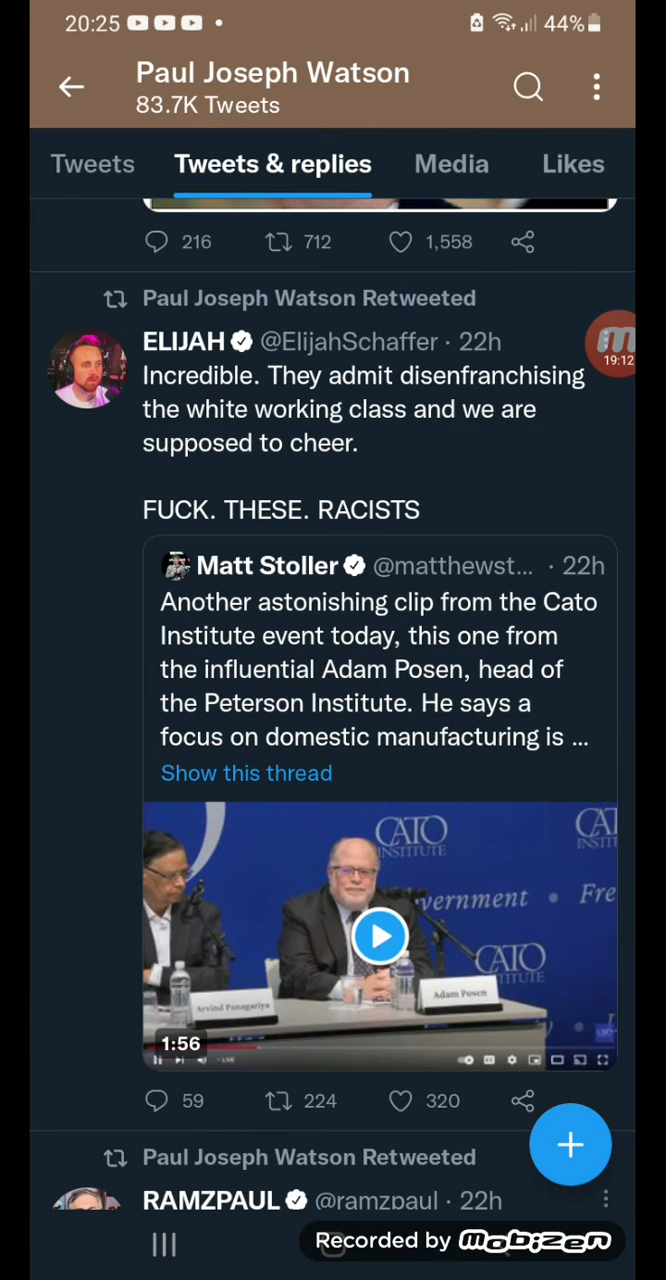 20:25
44%
Paul Joseph Watson
83.7K Tweets
Tweets
Tweets & replies
Media
Likes
216
712
1,558
Paul Joseph Watson Retweeted
ELIJAH @ElijahSchaffer · 22h
19:12
Incredible. They admit disenfranchising
the white working class and we are
supposed to cheer.
FUCK. THESE. RACISTS
Matt Stoller @matthewst... · 22h
Another astonishing clip from the Cato
Institute event today, this one from
the influential Adam Posen, head of
the Peterson Institute. He says a
focus on domestic manufacturing is ...
Show this thread
CATO
INSTITUTE
CAT
INSTIT
vernment • Fre
CATO
ITUTE
Arvind Panagariya
Adam Posen
1:56
LIVE
59
224
320
Paul Joseph Watson Retweeted
RAMZPAUL @ramzpaul · 22h
Recorded by mobizen